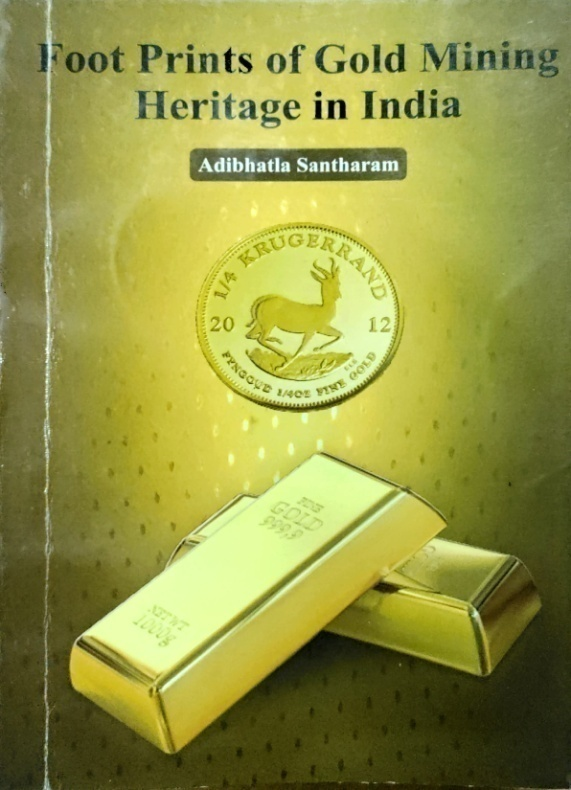 Foot Prints of Gold Mining
Heritage in India
Adibhatla Santharam
1/4 KRUGERRAND
20 12
FYNGOUD 1/4OZ FINE GOLD
FINE
GOLD
999,9
NET WT
1000g